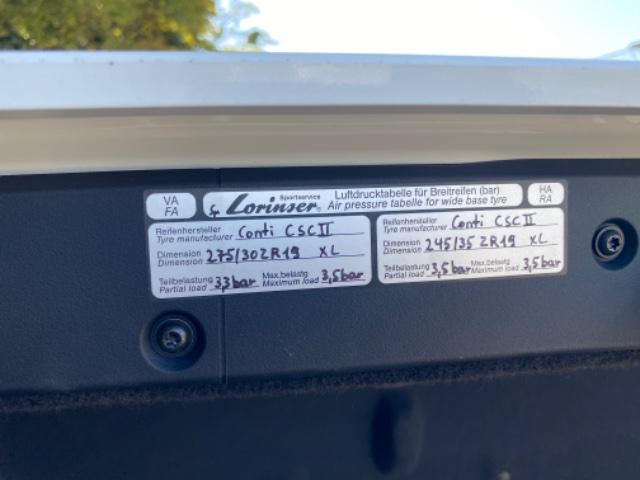 VA
FA
Sportservice
Lorinser®
Luftdrucktabelle für Breitreifen (bar)
Air pressure tabelle for wide base tyre
HA
RA
Reifenhersteller
Tyre manufacturer Conti CSC II
Dimension
Dimension 275/30ZR19 XL
Teilbelastung
Partial load 3,3 bar
Max.belastg
Maximum load 3,5 bar
Reifenhersteller
Tyre manufacturer Conti CSC II
Dimension
Dimension 245/35 ZR19 XL
Teilbelastung
Partial load 3,5 bar
Max.belastg
Maximum load 3,5 bar